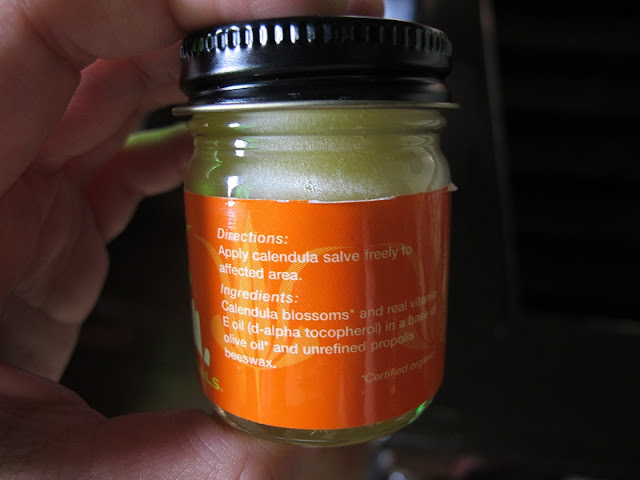 Directions:
Apply calendula salve freely to
affected area.
Ingredients:
Calendula blossoms* and real vitamin
E oil (d-alpha tocopherol) in a base of
olive oil* and unrefined propolis
beeswax.
*Certified organic